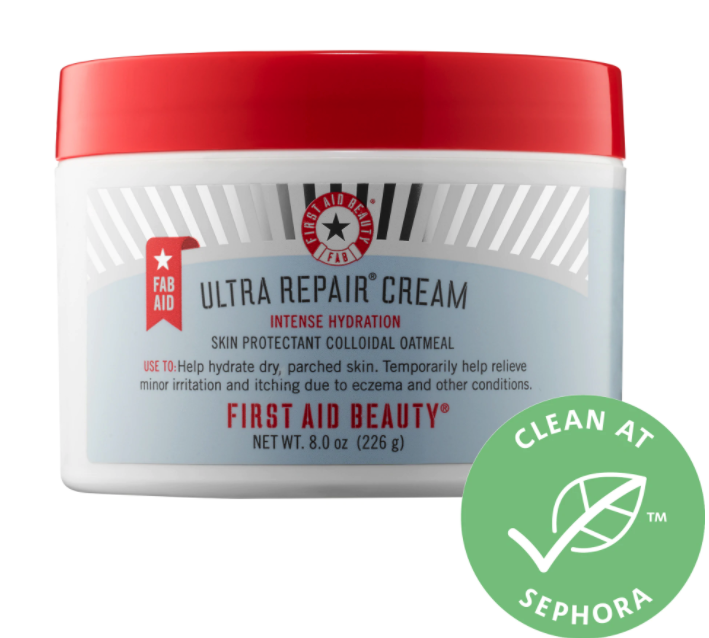 FIRST AID BEAUTY®
FAB
FAB
AID
ULTRA REPAIR® CREAM
INTENSE HYDRATION
SKIN PROTECTANT COLLOIDAL OATMEAL
USE TO: Help hydrate dry, parched skin. Temporarily help relieve
minor irritation and itching due to eczema and other conditions.
FIRST AID BEAUTY®
NET WT. 8.0 oz (226 g)
CLEAN AT
TM
SEPHORA